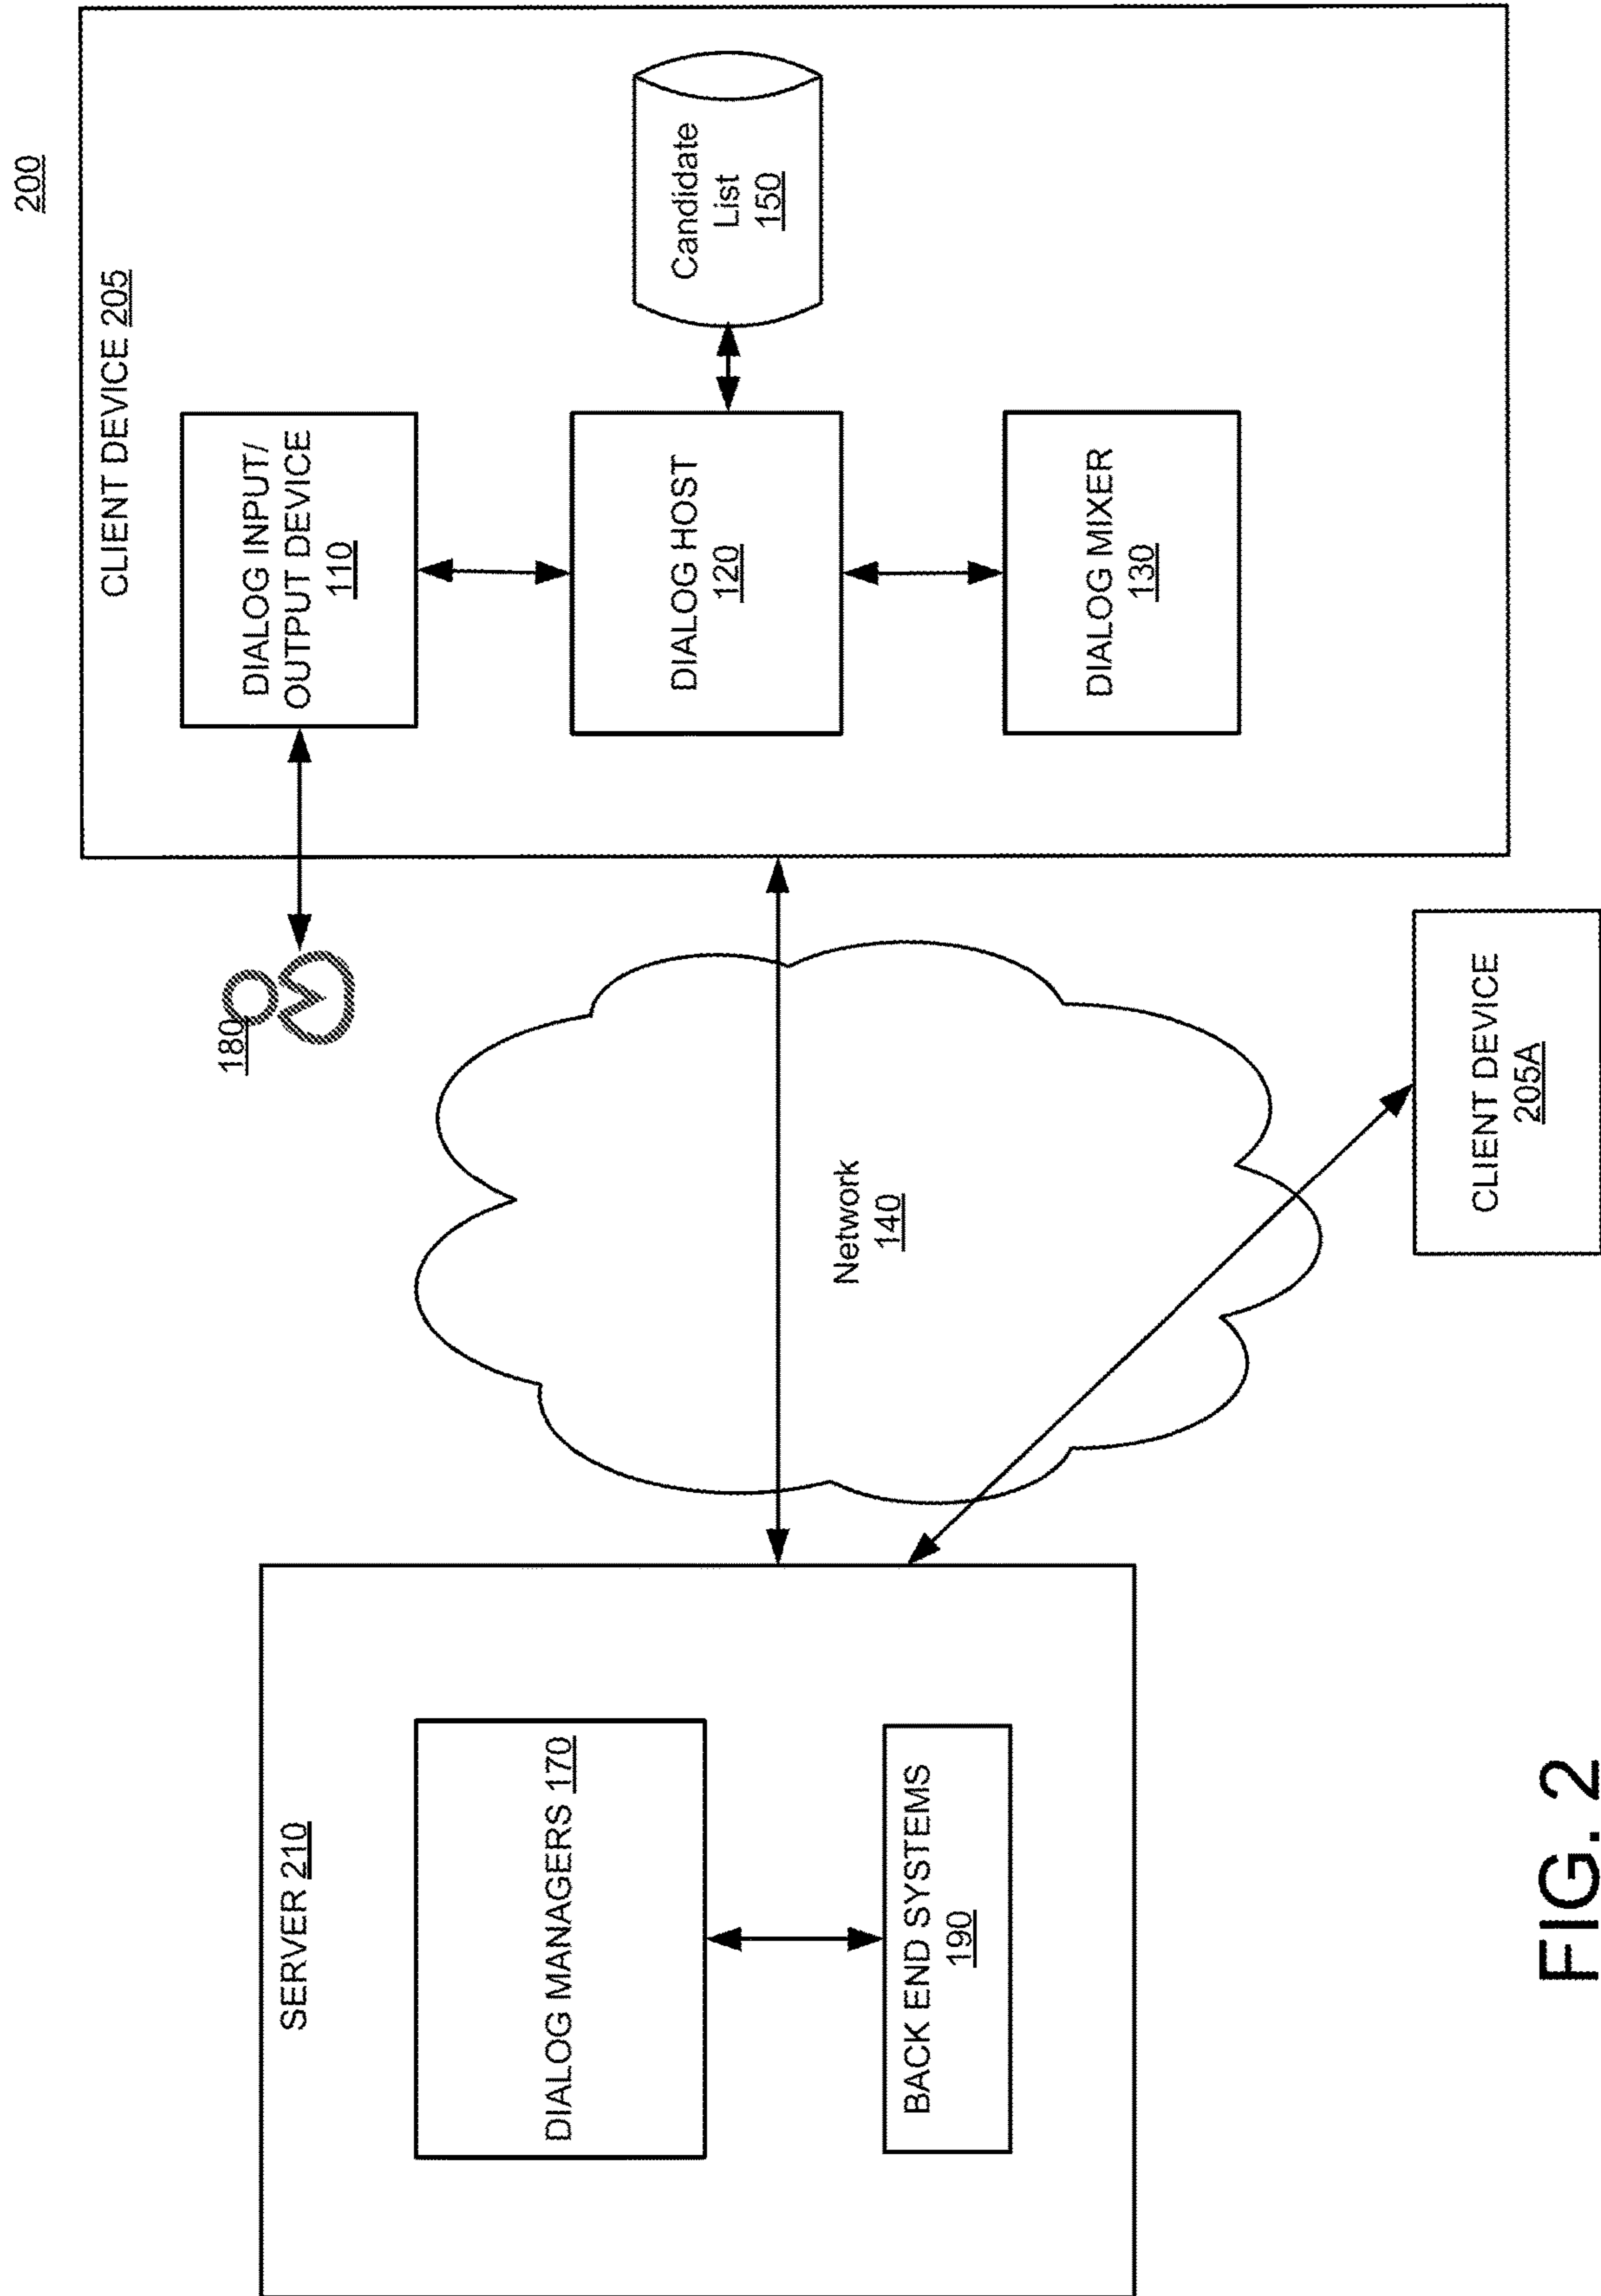 200
SERVER 210
DIALOG MANAGERS 170
BACK END SYSTEMS
190
Network
140
180
CLIENT DEVICE
205A
CLIENT DEVICE 205
DIALOG INPUT/
OUTPUT DEVICE
110
DIALOG HOST
120
Candidate
List
150
DIALOG MIXER
130
FIG. 2